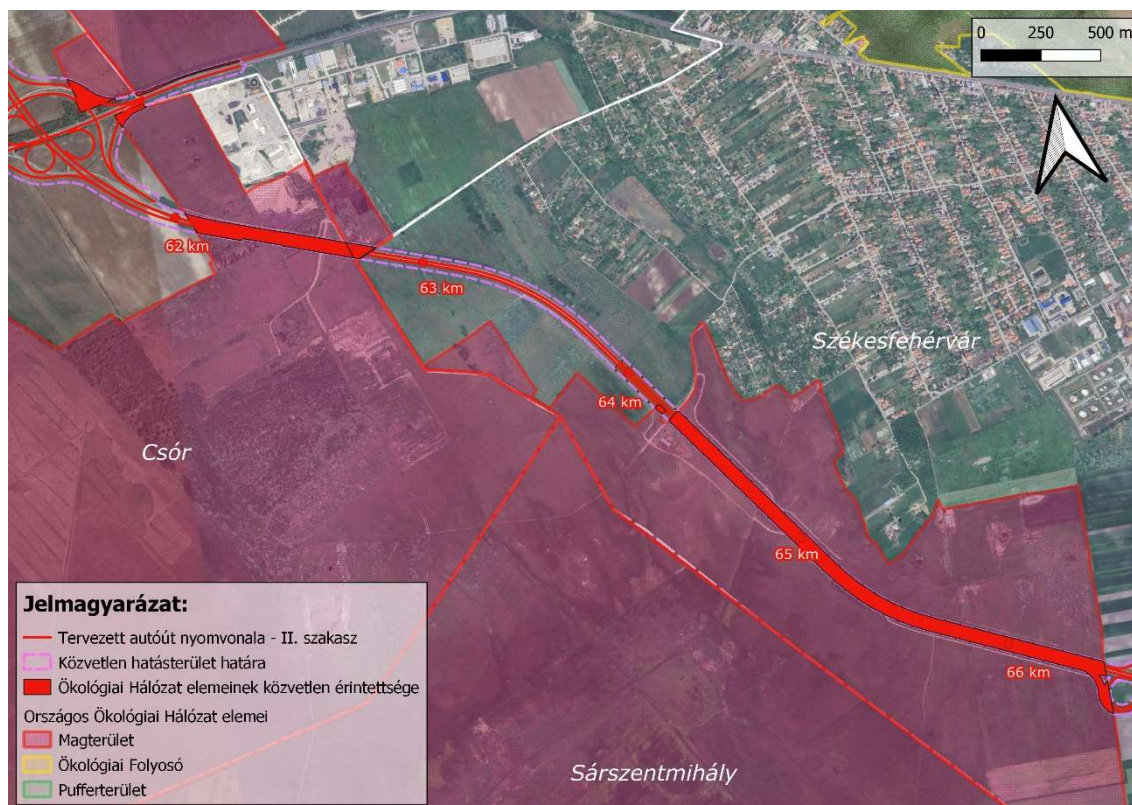 0 250 500 m
62 km
63 km
Székesfehérvár
64 km
Csór
65 km
66 km
Sárszentmihály
Jelmagyarázat:
Tervezett autóút nyomvonala - II. szakasz
Közvetlen hatásterület határa
Ökológiai Hálózat elemeinek közvetlen érintettsége
Országos Ökológiai Hálózat elemei
Magterület
Ökológiai Folyosó
Pufferterület